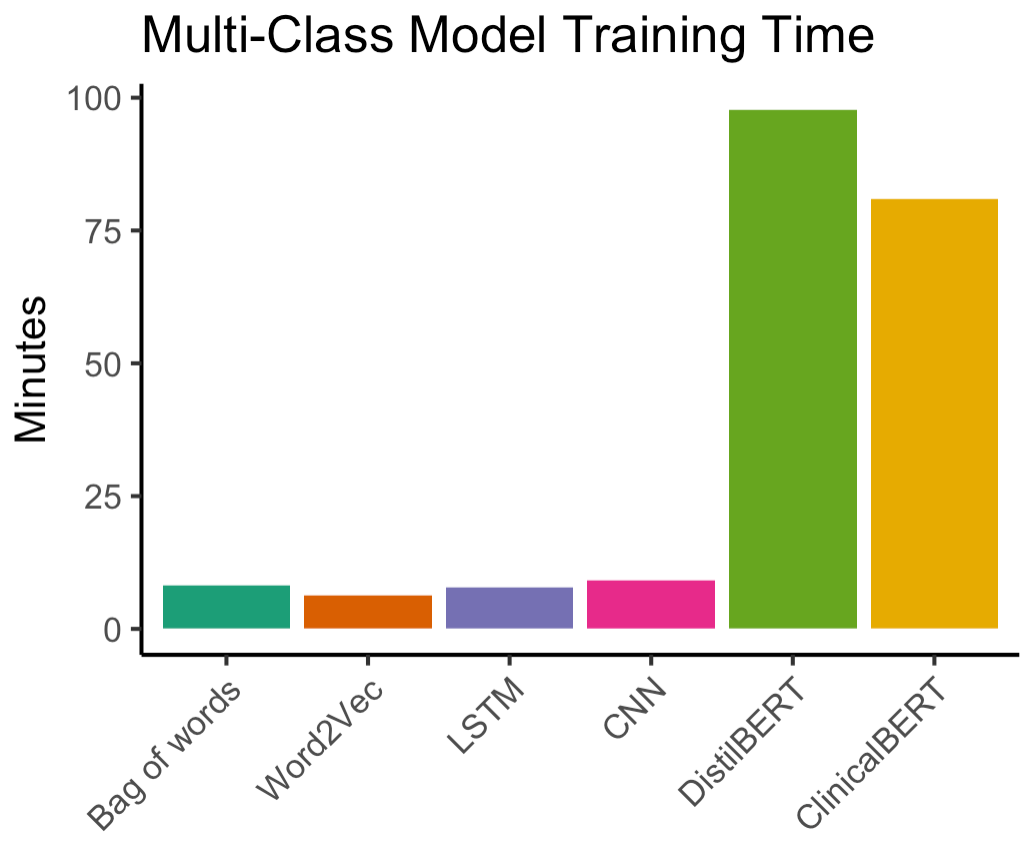 Multi-Class Model Training Time
Minutes
100
75
50
25
0
Bag of words
Word2Vec
LSTM
CNN
DistilBERT
ClinicalBERT